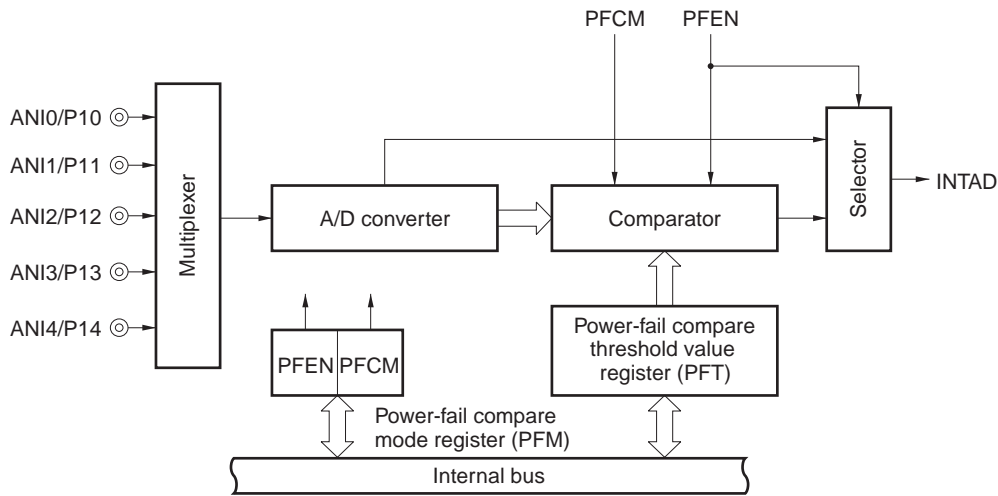 PFCM PFEN
ANI0/P10
ANI1/P11
ANI2/P12
ANI3/P13
ANI4/P14
Multiplexer
A/D converter
Comparator
Selector
INTAD
PFEN PFCM
Power-fail compare
mode register (PFM)
Power-fail compare
threshold value
register (PFT)
Internal bus